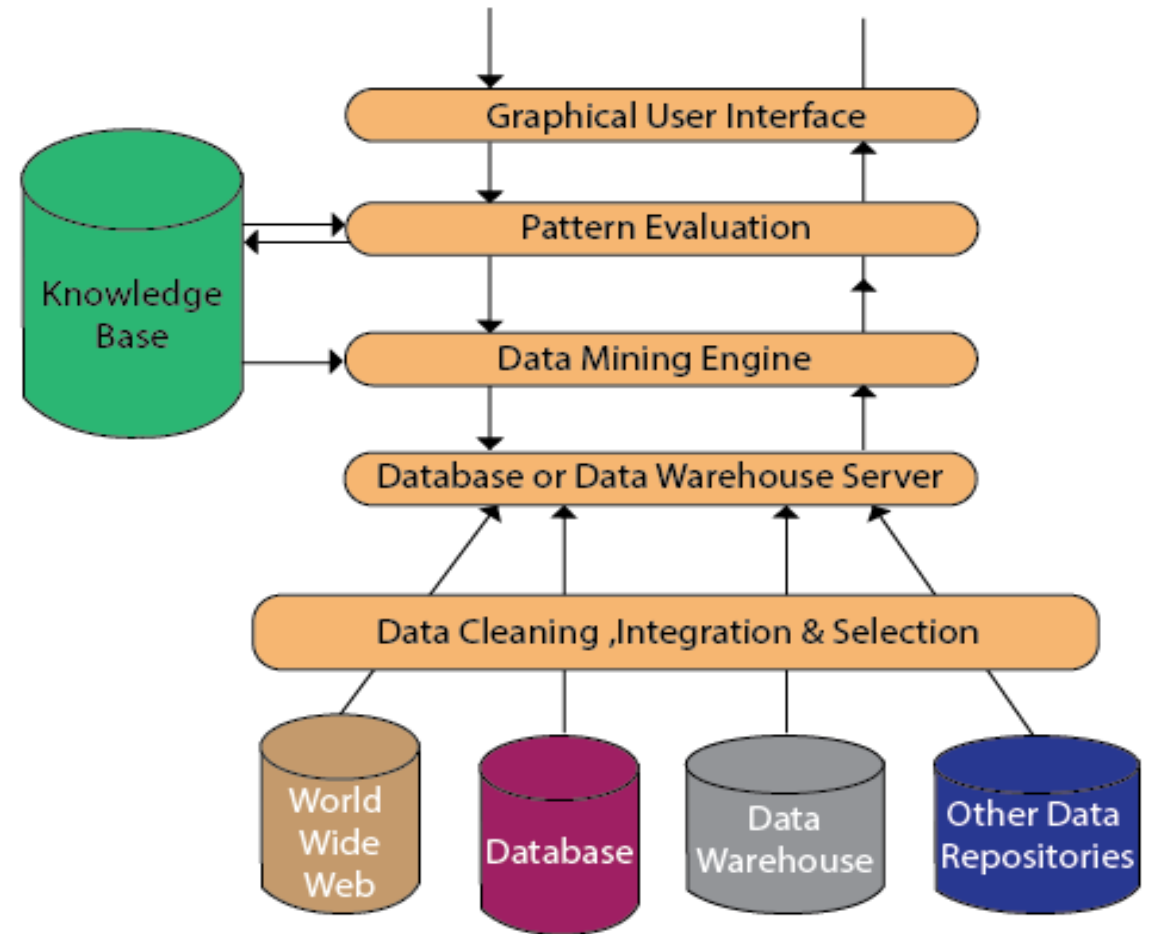 Graphical User Interface
Pattern Evaluation
Knowledge
Base
Data Mining Engine
Database or Data Warehouse Server
Data Cleaning ,Integration & Selection
World
Wide
Web
Database
Data
Warehouse
Other Data
Repositories